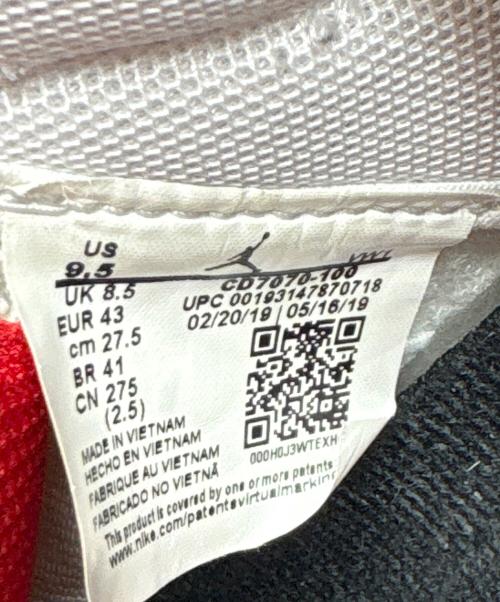 US
9.5
UK 8.5
EUR 43
cm 27.5
BR 41
CN 275
(2.5)
CD7070-100
UPC 00193147870718
02/20/19 | 05/16/19
000H0J3WTEXH
MADE IN VIETNAM
HECHO EN VIETNAM
FABRIQUE AU VIETNAM
FABRICADO NO VIETNÃ
This product is covered by one or more patents
www.nike.com/patentsvirtualmarking